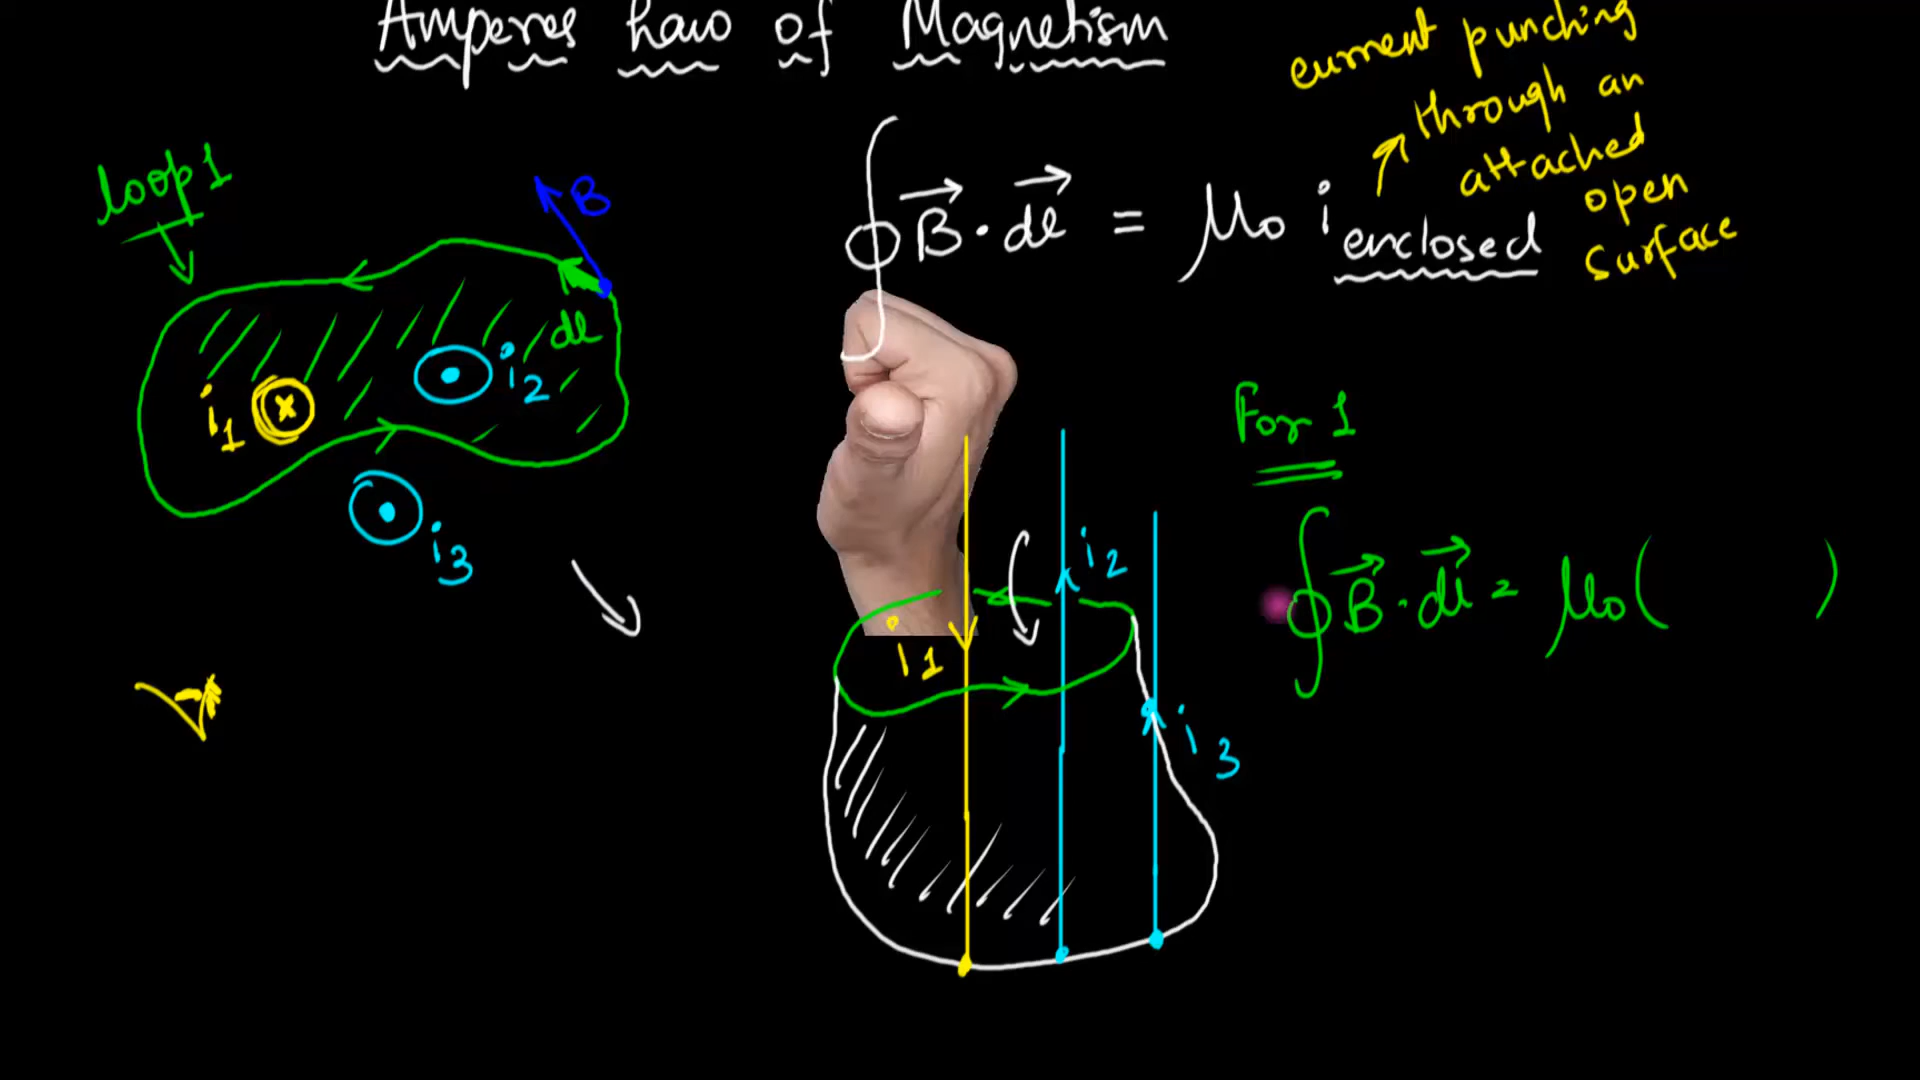 Amperes Law of Magnetism
current punching
through an
attached
open
surface
loop 1
B
∮ B⃗ · dl⃗ = μ₀ i enclosed
dl
i₁
x
i₂
i₃
For 1
∮ B⃗ · dl⃗ = μ₀ ( )
i₂
i₁
i₃